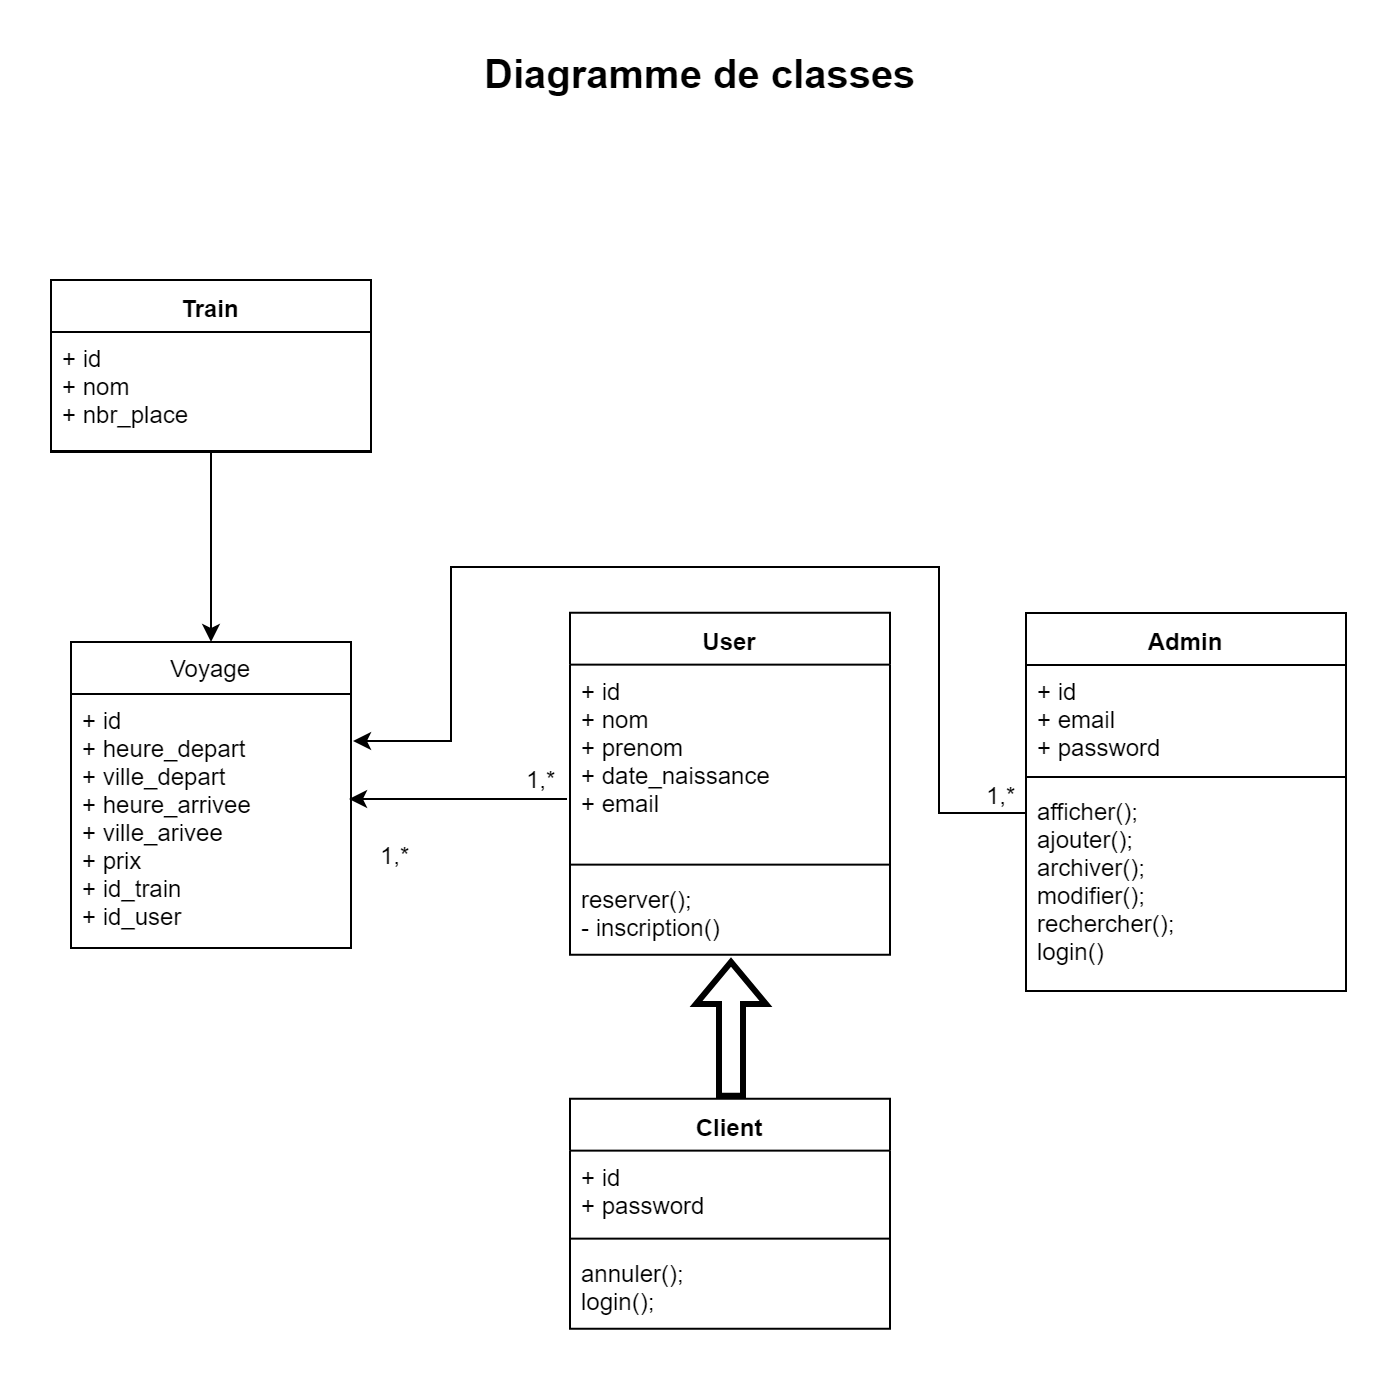 Diagramme de classes
Train
+ id
+ nom
+ nbr_place
Voyage
+ id
+ heure_depart
+ ville_depart
+ heure_arrivee
+ ville_arivee
+ prix
+ id_train
+ id_user
1,*
1,*
User
+ id
+ nom
+ prenom
+ date_naissance
+ email
reserver();
- inscription()
1,*
Admin
+ id
+ email
+ password
afficher();
ajouter();
archiver();
modifier();
rechercher();
login()
Client
+ id
+ password
annuler();
login();